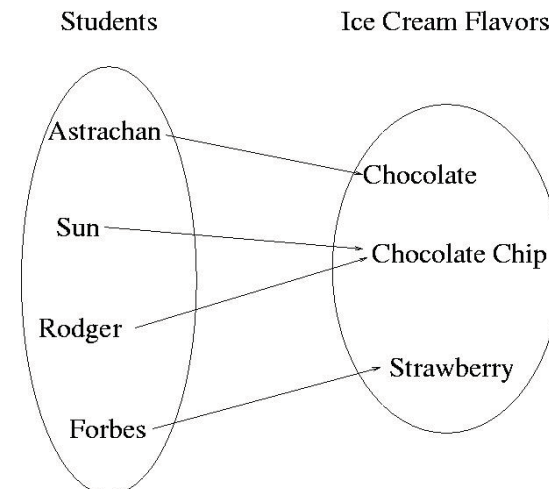 Students
Ice Cream Flavors
Astrachan
Chocolate
Sun
Chocolate Chip
Rodger
Strawberry
Forbes